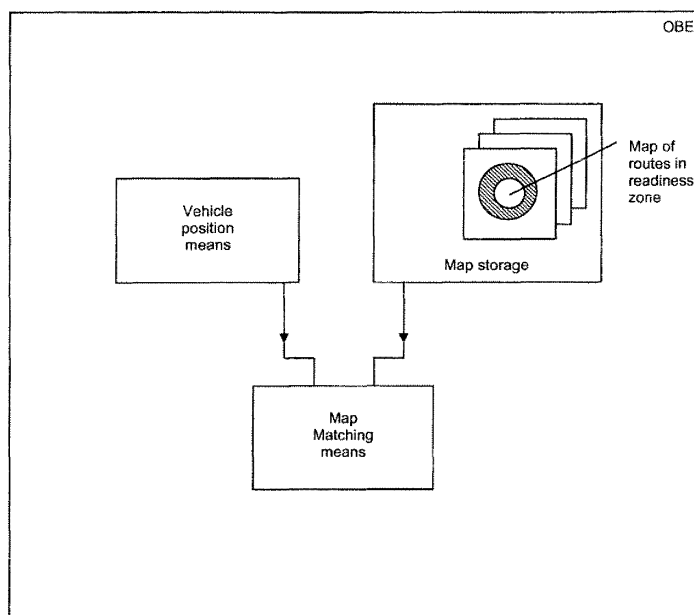 OBE
Map of
routes in
readiness
zone
Vehicle
position
means
Map storage
Map
Matching
means